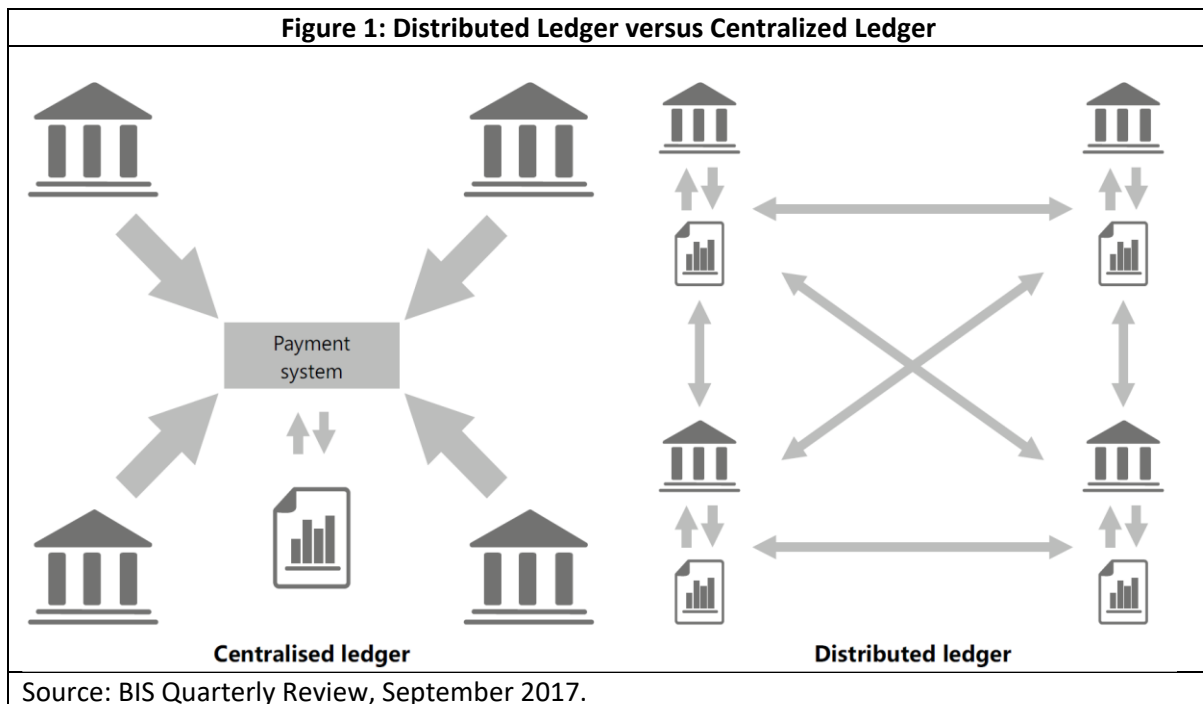 Figure 1: Distributed Ledger versus Centralized Ledger
Payment
system
Centralised ledger
Distributed ledger
Source: BIS Quarterly Review, September 2017.